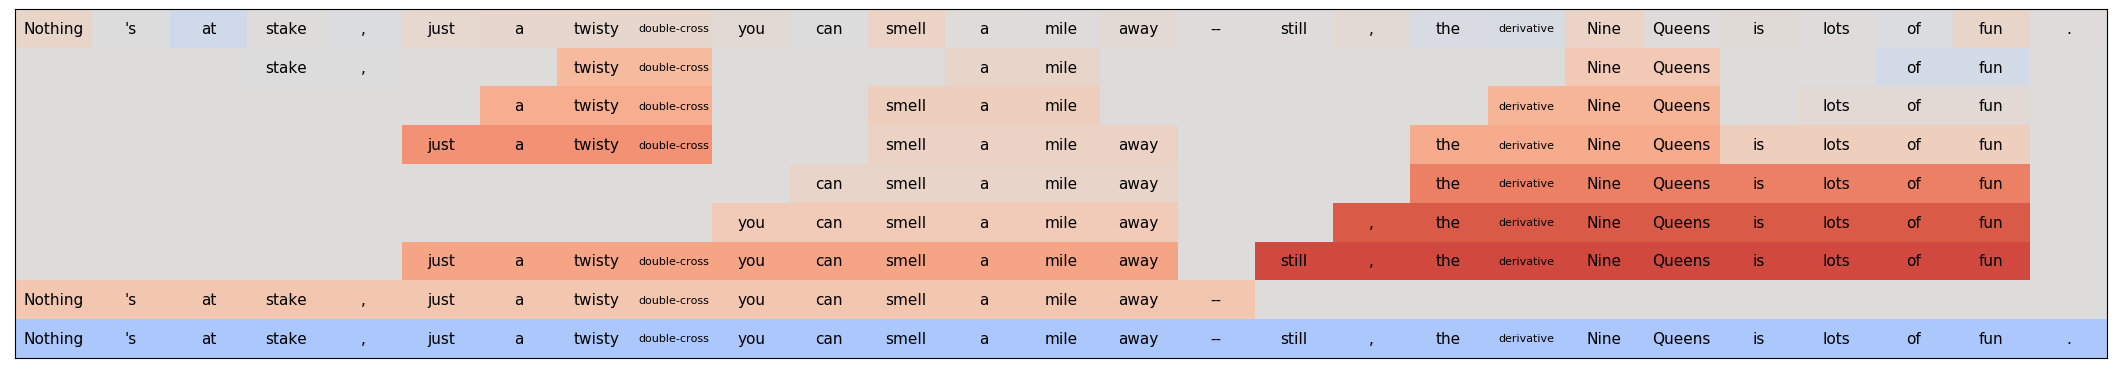 Nothing 's at stake , just a twisty double-cross you can smell a mile away -- still , the derivative Nine Queens is lots of fun .
stake , twisty double-cross a mile Nine Queens of fun
a twisty double-cross smell a mile derivative Nine Queens lots of fun
just a twisty double-cross smell a mile away the derivative Nine Queens is lots of fun
can smell a mile away the derivative Nine Queens is lots of fun
you can smell a mile away , the derivative Nine Queens is lots of fun
just a twisty double-cross you can smell a mile away still , the derivative Nine Queens is lots of fun
Nothing 's at stake , just a twisty double-cross you can smell a mile away --
Nothing 's at stake , just a twisty double-cross you can smell a mile away -- still , the derivative Nine Queens is lots of fun .